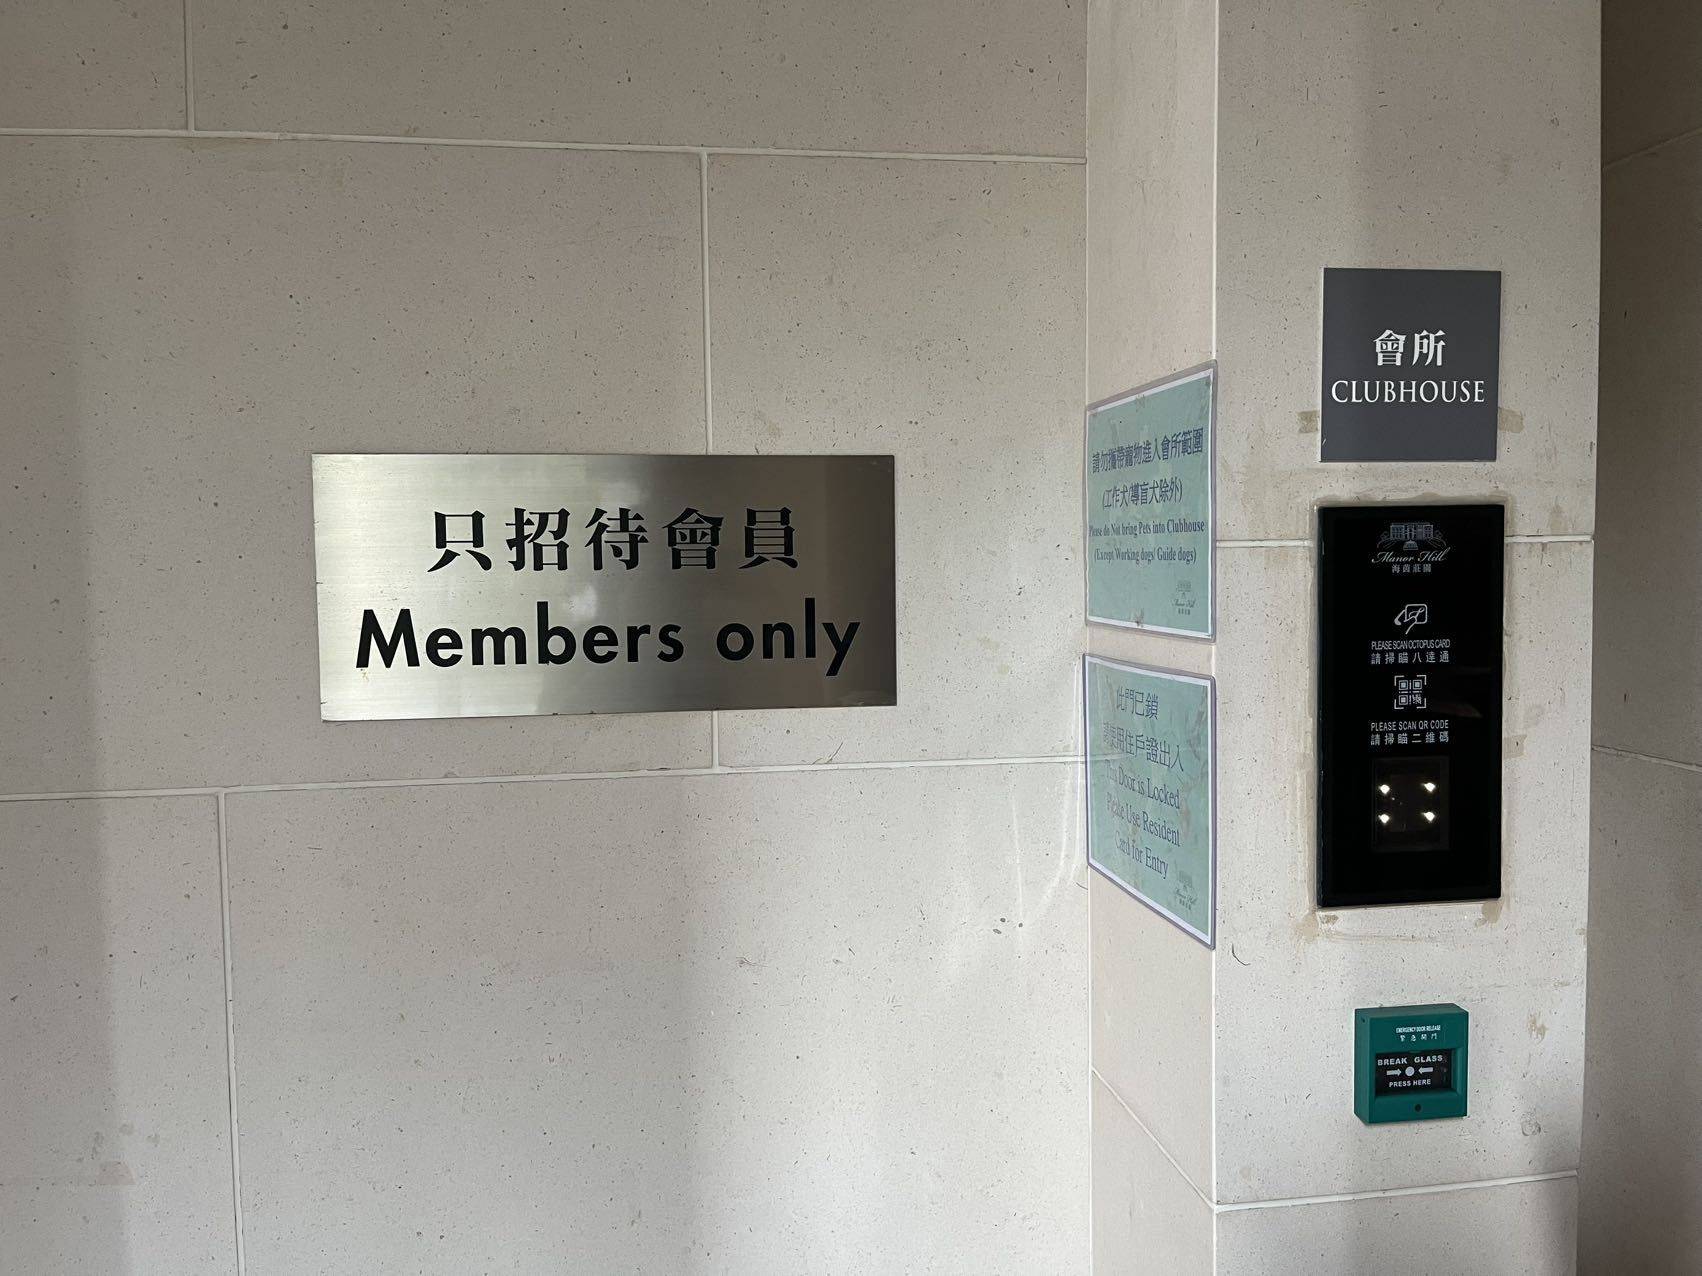 只招待會員
Members only
請勿攜帶寵物進入會所範圍
(工作犬/導盲犬除外)
Please do Not bring Pets into Clubhouse
(Except Working dogs/ Guide dogs)
Manor Hill
此門已鎖
請使用住戶證出入
This Door is Locked
Please Use Resident
Card for Entry
Manor Hill
會所
CLUBHOUSE
Manor Hill
海茵莊園
PLEASE SCAN OCTOPUS CARD
請掃瞄八達通
PLEASE SCAN QR CODE
請掃瞄二維碼
EMERGENCY DOOR RELEASE
緊急開門
BREAK GLASS
PRESS HERE